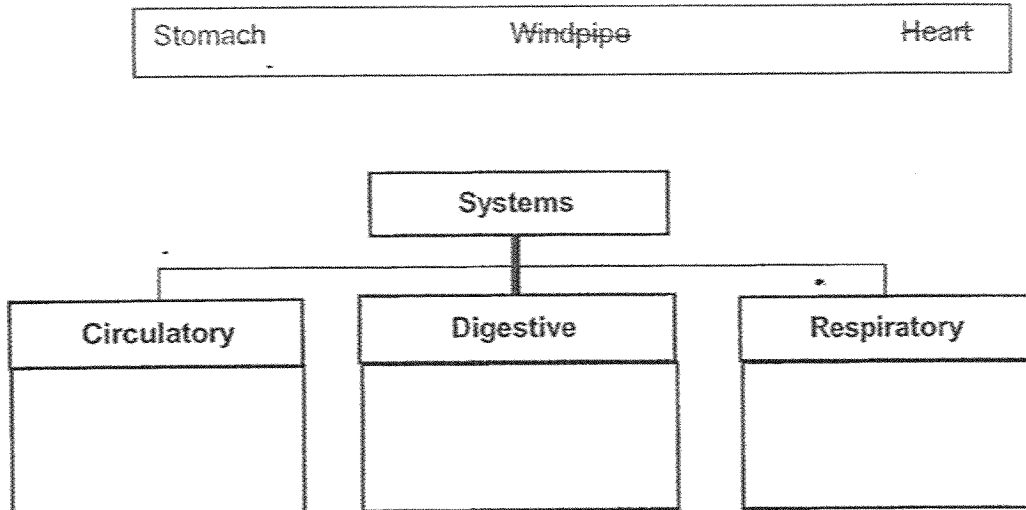 Stomach Windpipe Heart
Systems
Circulatory Digestive Respiratory